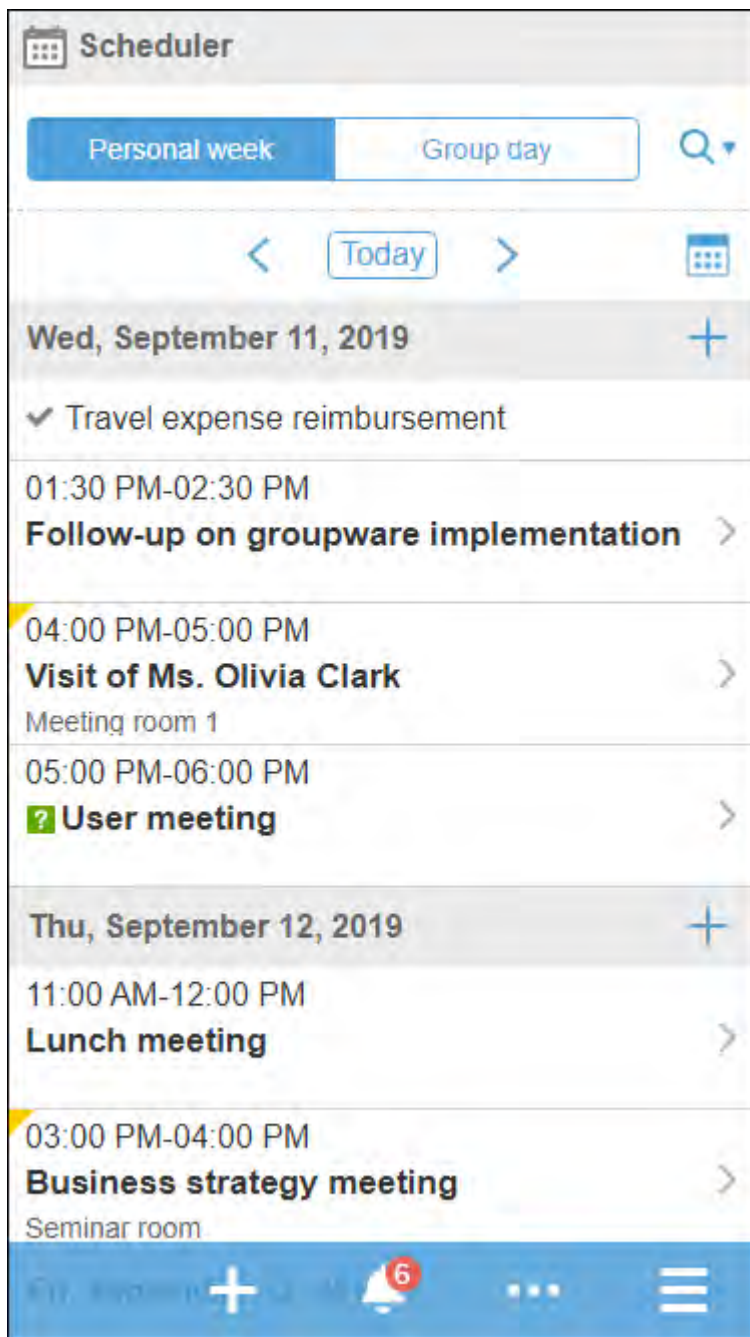 Scheduler
Personal week
Group day
Today
Wed, September 11, 2019
Travel expense reimbursement
01:30 PM-02:30 PM
Follow-up on groupware implementation
04:00 PM-05:00 PM
Visit of Ms. Olivia Clark
Meeting room 1
05:00 PM-06:00 PM
? User meeting
Thu, September 12, 2019
11:00 AM-12:00 PM
Lunch meeting
03:00 PM-04:00 PM
Business strategy meeting
Seminar room
6